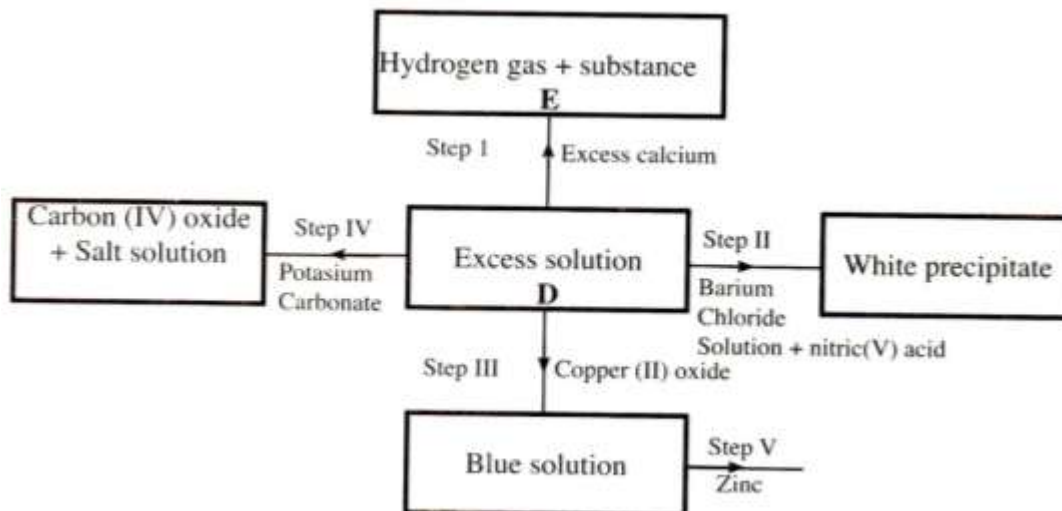 Hydrogen gas + substance
E
Step 1
Excess calcium
Carbon (IV) oxide
+ Salt solution
Step IV
Potasium
Carbonate
Excess solution
D
Step II
Barium
Chloride
Solution + nitric(V) acid
White precipitate
Step III
Copper (II) oxide
Blue solution
Step V
Zinc